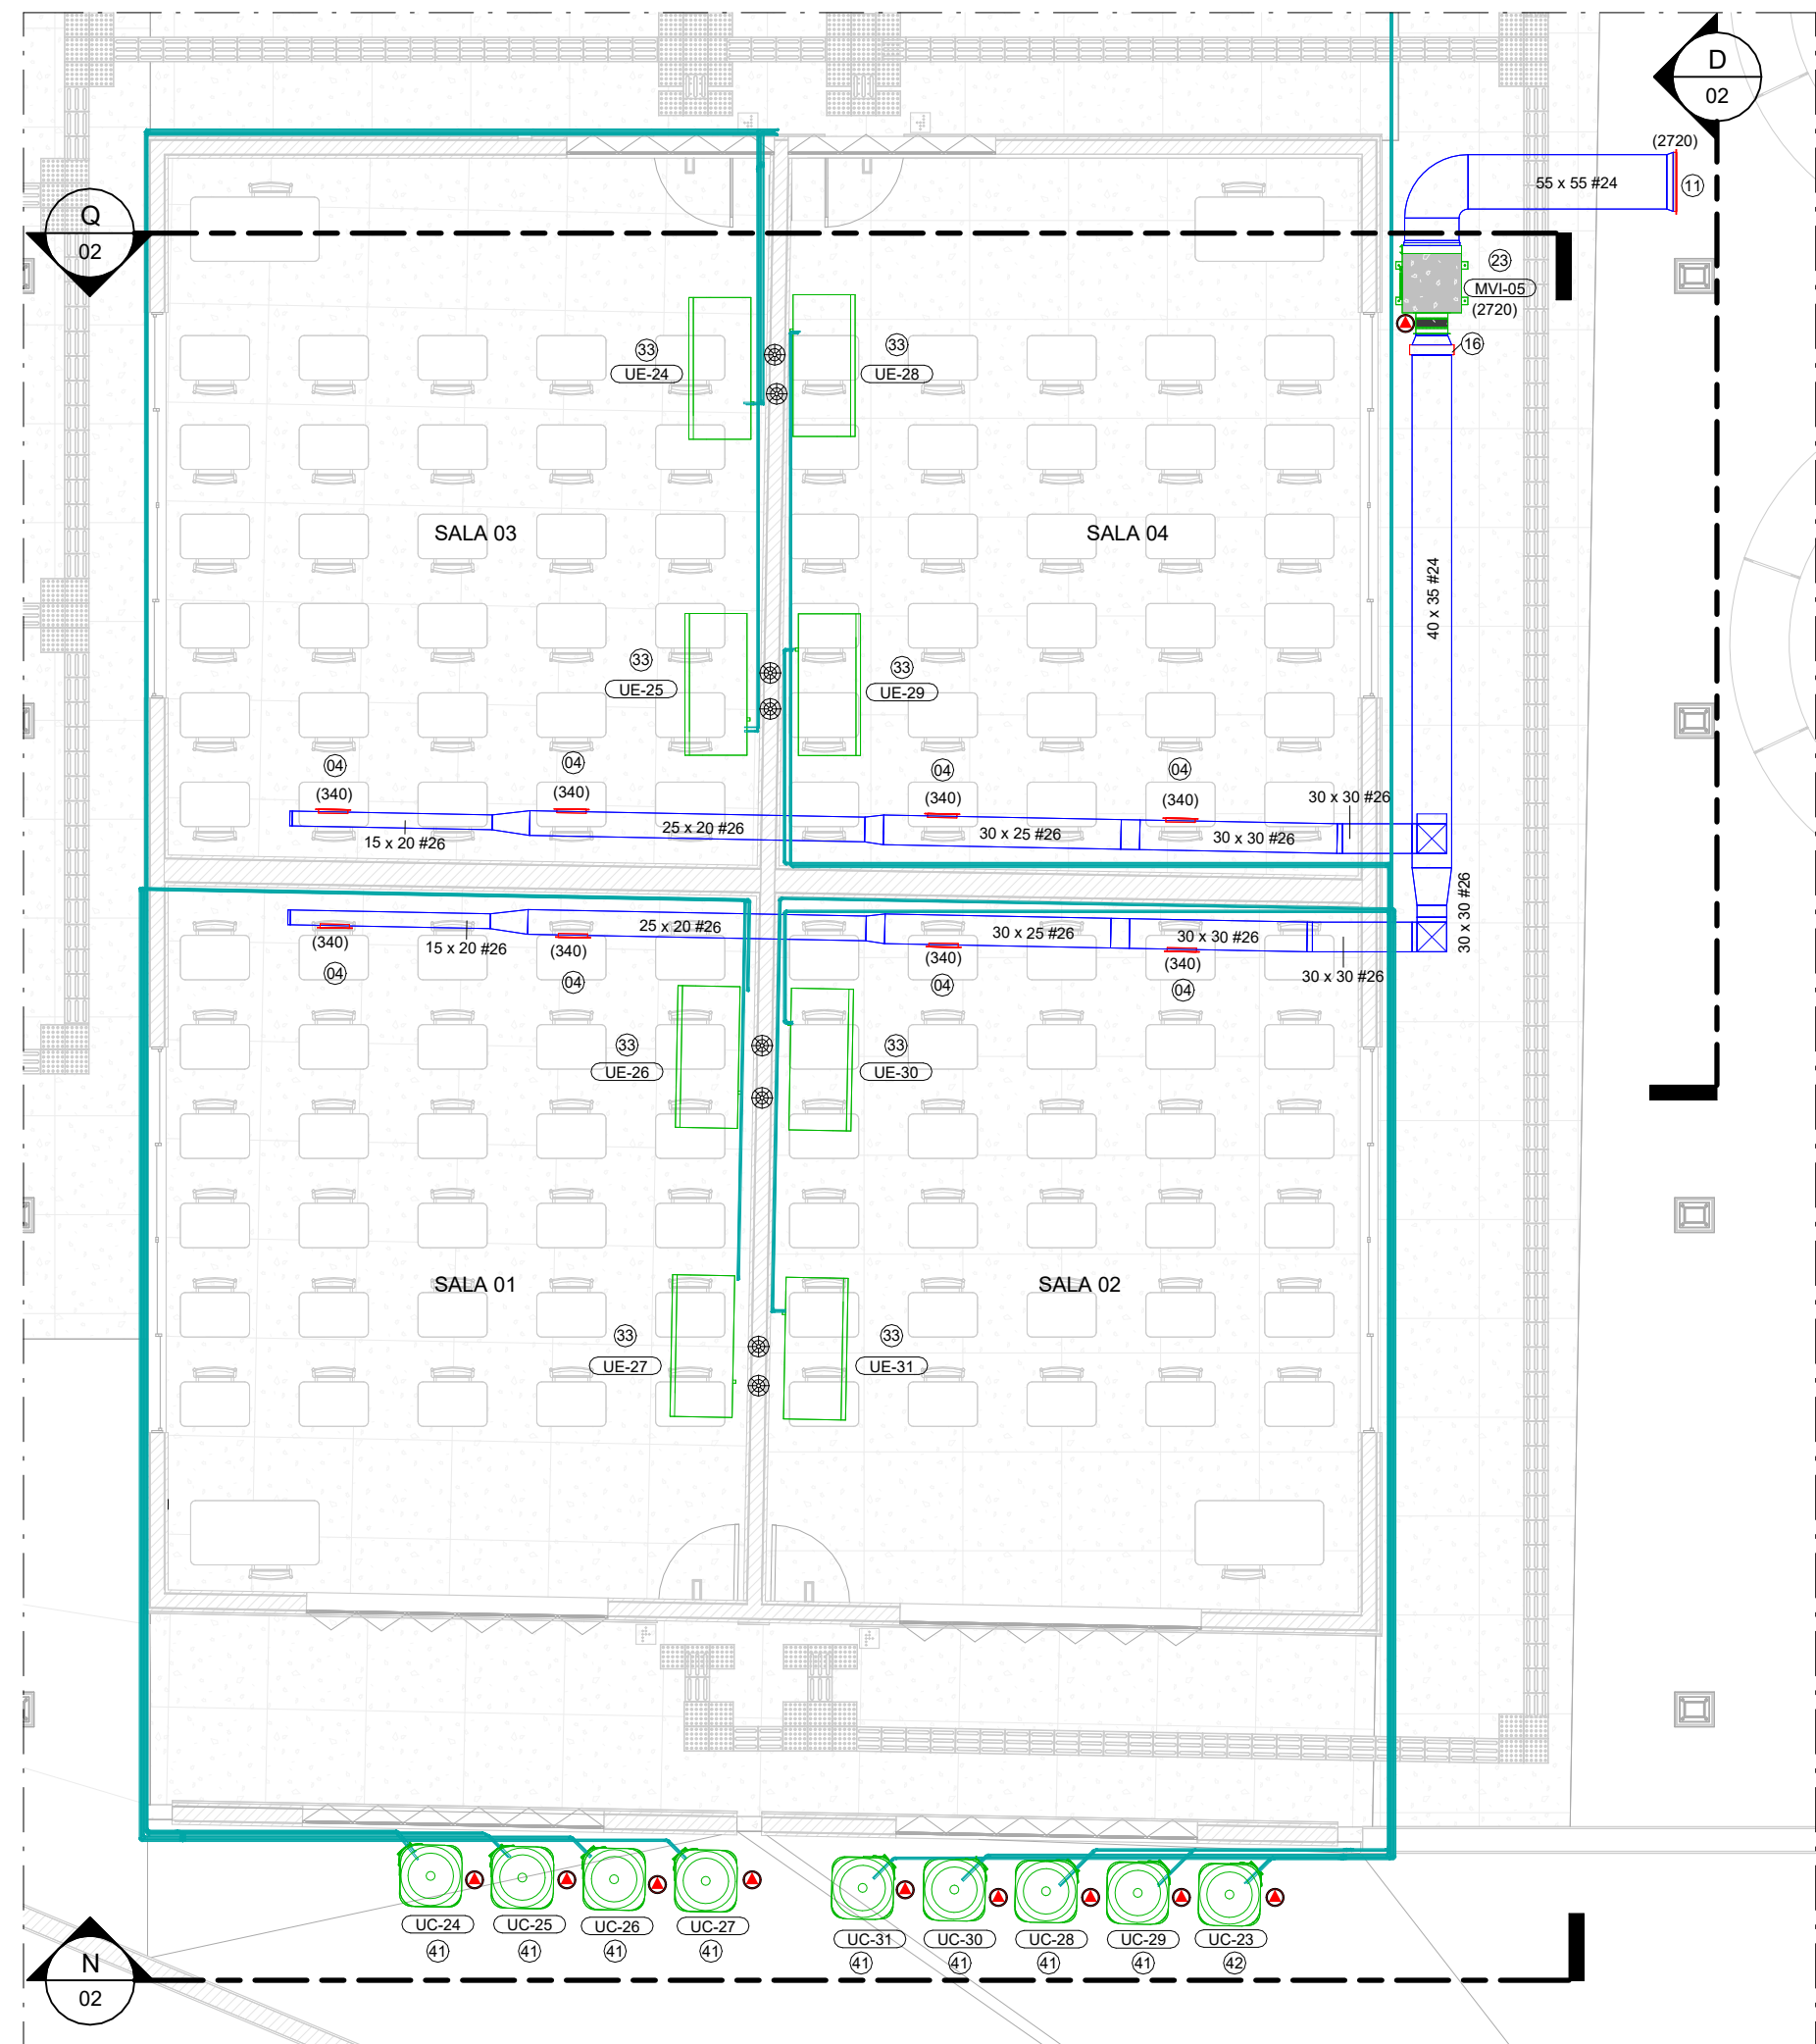 D
02
(2720)
55 x 55 #24
11
Q
02
23
MVI-05
(2720)
16
33
UE-24
33
UE-28
SALA 03
SALA 04
40 x 35 #24
33
UE-25
33
UE-29
04
(340)
04
(340)
04
(340)
04
(340)
30 x 30 #26
15 x 20 #26
25 x 20 #26
30 x 25 #26
30 x 30 #26
30 x 30 #26
(340)
04
15 x 20 #26
(340)
04
25 x 20 #26
(340)
04
30 x 25 #26
30 x 30 #26
(340)
04
30 x 30 #26
33
UE-26
33
UE-30
SALA 01
SALA 02
33
UE-27
33
UE-31
UC-24
41
UC-25
41
UC-26
41
UC-27
41
UC-31
41
UC-30
41
UC-28
41
UC-29
41
UC-23
42
N
02